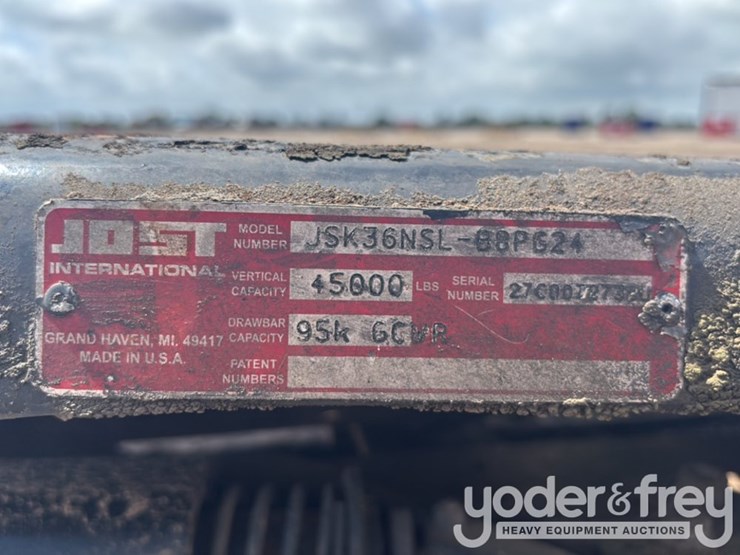 JOST
INTERNATIONAL
GRAND HAVEN, MI. 49417
MADE IN U.S.A.
MODEL NUMBER JSK36NSL-B8PG24
VERTICAL CAPACITY 45000 LBS
SERIAL NUMBER
DRAWBAR CAPACITY 95k GCWR
PATENT NUMBERS
yoder&frey
HEAVY EQUIPMENT AUCTIONS